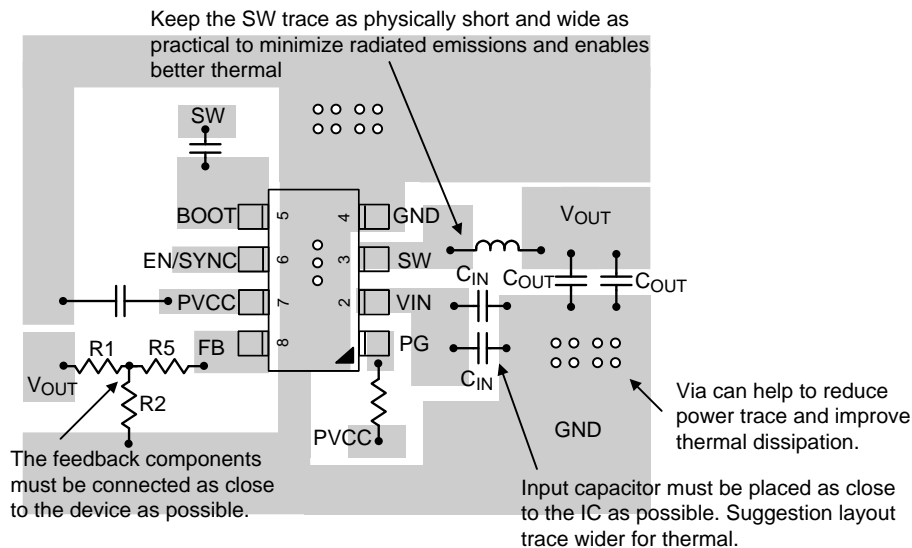 Keep the SW trace as physically short and wide as
practical to minimize radiated emissions and enables
better thermal
SW
BOOT
5
4
GND
VOUT
EN/SYNC
6
3
SW
CIN
COUT
COUT
PVCC
7
2
VIN
R1
R5
FB
8
PG
VOUT
R2
CIN
PVCC
GND
Via can help to reduce
power trace and improve
thermal dissipation.
The feedback components
must be connected as close
to the device as possible.
Input capacitor must be placed as close
to the IC as possible. Suggestion layout
trace wider for thermal.